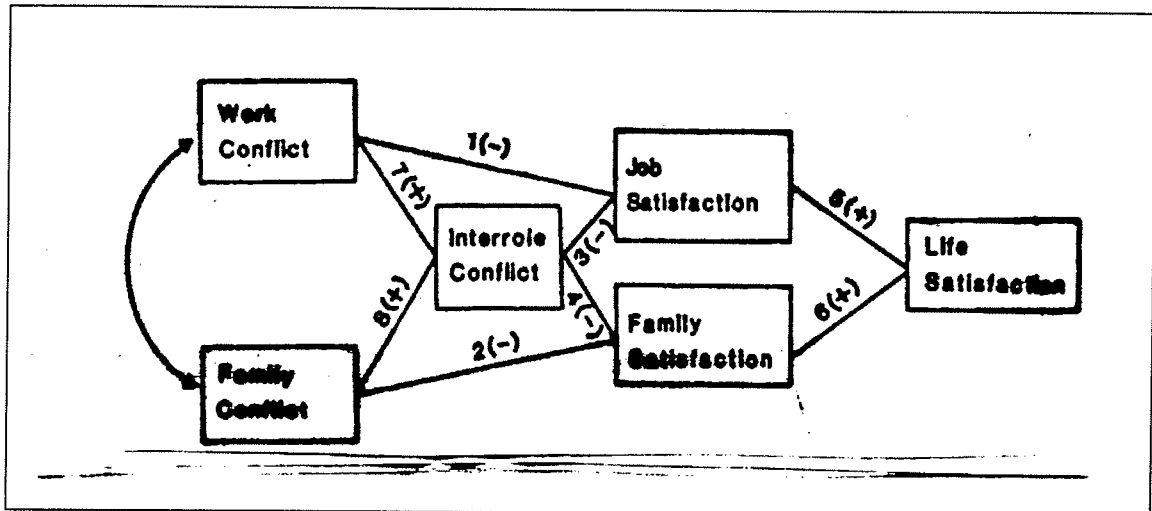 Work
Conflict
1(-)
7(+)
Job
Satisfaction
5(+)
Interrole
Conflict
3(-)
Life
Satisfaction
8(+)
4(-)
6(+)
2(-)
Family
Satisfaction
Family
Conflict